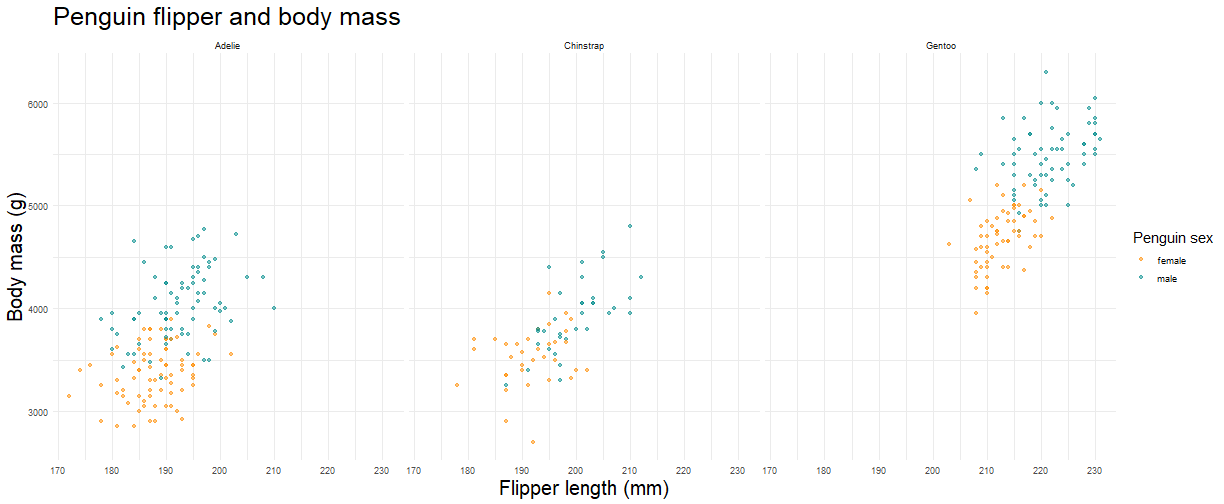 Penguin flipper and body mass
Adelie
Chinstrap
Gentoo
Body mass (g)
6000
5000
4000
3000
170 180 190 200 210 220 230
170 180 190 200 210 220 230
170 180 190 200 210 220 230
Flipper length (mm)
Penguin sex
female
male